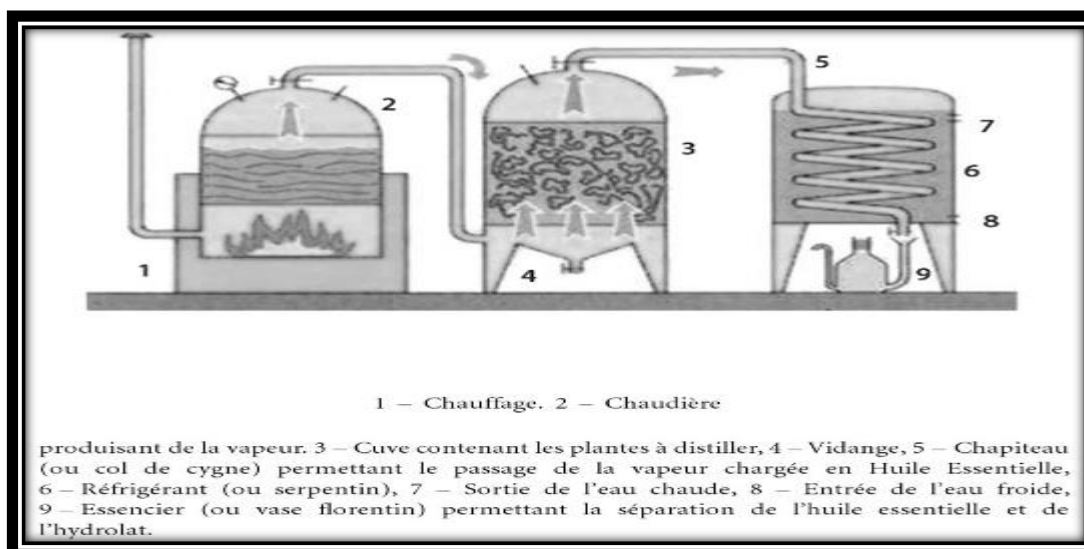 5
2
7
3
6
8
1
4
9
1 – Chauffage. 2 – Chaudière
produisant de la vapeur. 3 – Cuve contenant les plantes à distiller, 4 – Vidange, 5 – Chapiteau
(ou col de cygne) permettant le passage de la vapeur chargée en Huile Essentielle,
6 – Réfrigérant (ou serpentin), 7 – Sortie de l'eau chaude, 8 – Entrée de l'eau froide,
9 – Essencier (ou vase florentin) permettant la séparation de l'huile essentielle et de
l'hydrolat.